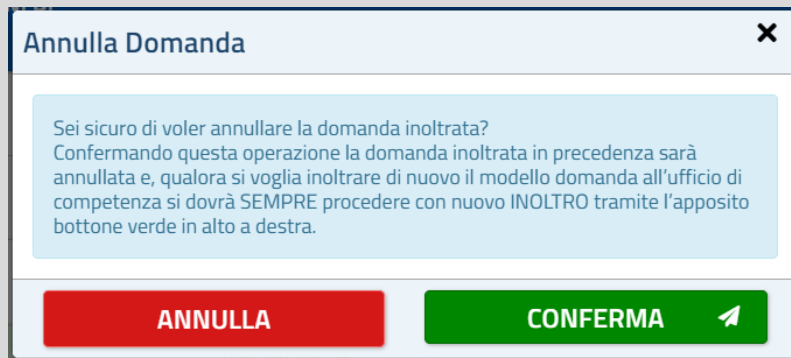 Annulla Domanda
Sei sicuro di voler annullare la domanda inoltrata?
Confermando questa operazione la domanda inoltrata in precedenza sarà
annullata e, qualora si voglia inoltrare di nuovo il modello domanda all’ufficio di
competenza si dovrà SEMPRE procedere con nuovo INOLTRO tramite l’apposito
bottone verde in alto a destra.
ANNULLA
CONFERMA